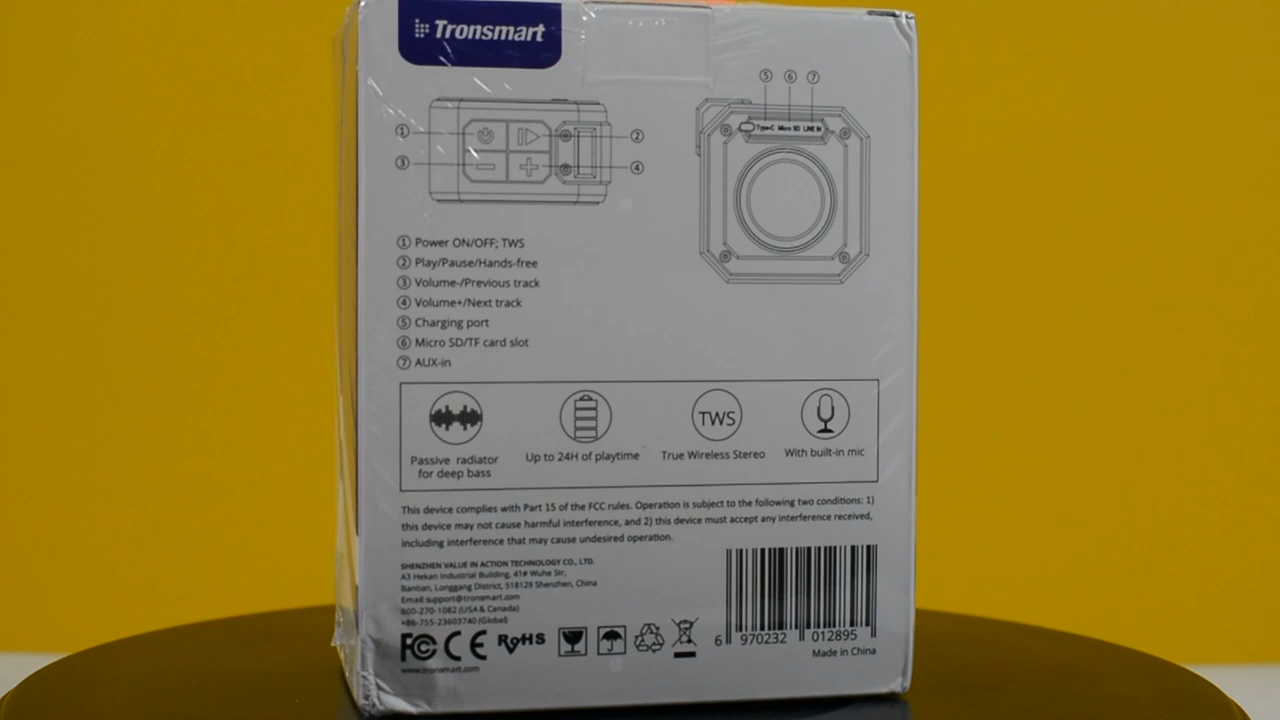 Tronsmart
⑤ ⑥ ⑦
Type-C Micro SD LINE IN
① ②
③ ④
① Power ON/OFF; TWS
② Play/Pause/Hands-free
③ Volume-/Previous track
④ Volume+/Next track
⑤ Charging port
⑥ Micro SD/TF card slot
⑦ AUX-in
TWS
Passive radiator
for deep bass
Up to 24H of playtime
True Wireless Stereo
With built-in mic
This device complies with Part 15 of the FCC rules. Operation is subject to the following two conditions: 1)
this device may not cause harmful interference, and 2) this device must accept any interference received,
including interference that may cause undesired operation.
SHENZHEN VALUE IN ACTION TECHNOLOGY CO., LTD.
A3 Hekan Industrial Building, 41# Wuhe Str,
Bantian, Longgang District, 518129 Shenzhen, China
Email: support@tronsmart.com
800-270-1082 (USA & Canada)
+86-755-23603740 (Global)
FC CE RoHS
www.tronsmart.com
6 970232 012895
Made in China